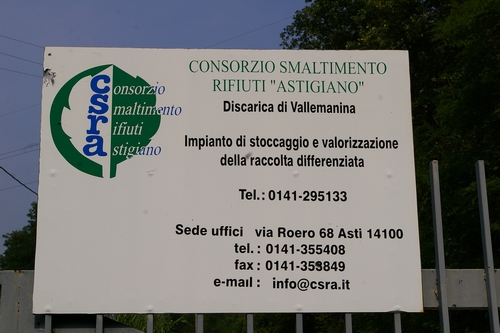 CONSORZIO SMALTIMENTO
RIFIUTI "ASTIGIANO"
Discarica di Vallemanina
csra
consorzio
smaltimento
rifiuti
astigiano
Impianto di stoccaggio e valorizzazione
della raccolta differenziata
Tel.: 0141-295133
Sede uffici via Roero 68 Asti 14100
tel.: 0141-355408
fax: 0141-353849
e-mail: info@csra.it